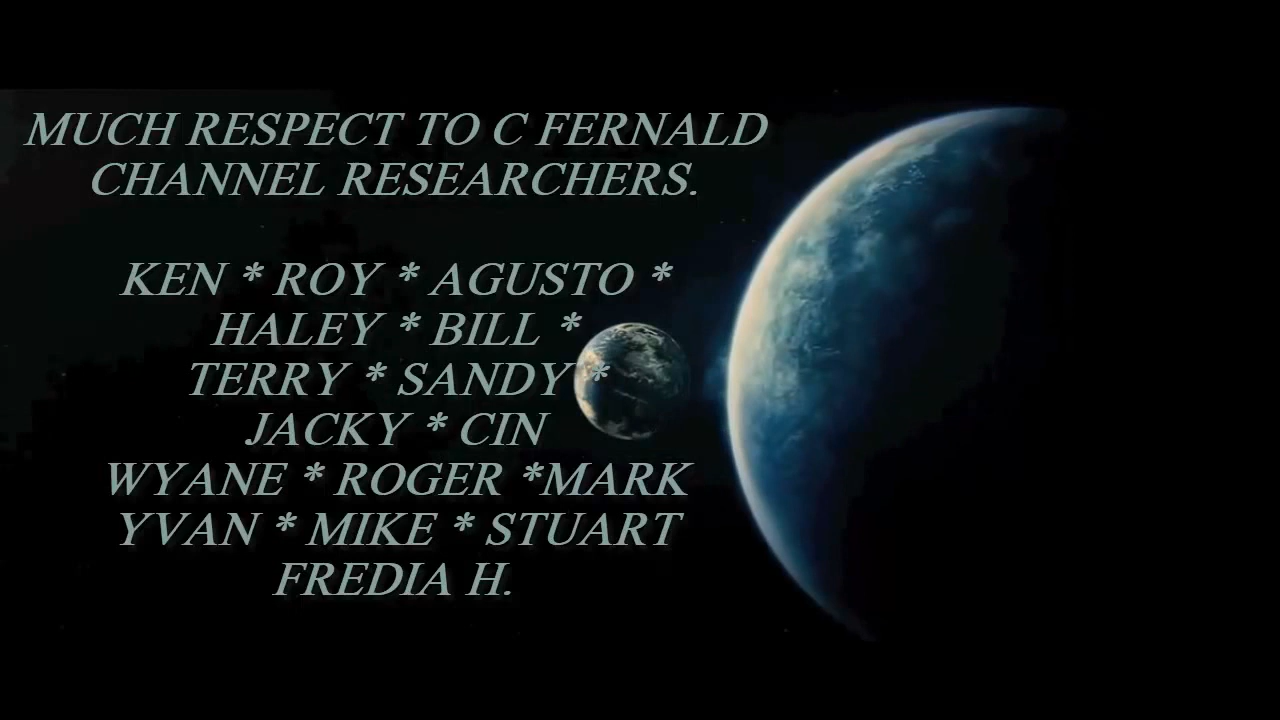 MUCH RESPECT TO C FERNALD
CHANNEL RESEARCHERS.
KEN * ROY * AGUSTO *
HALEY * BILL *
TERRY * SANDY *
JACKY * CIN
WYANE * ROGER *MARK
YVAN * MIKE * STUART
FREDIA H.